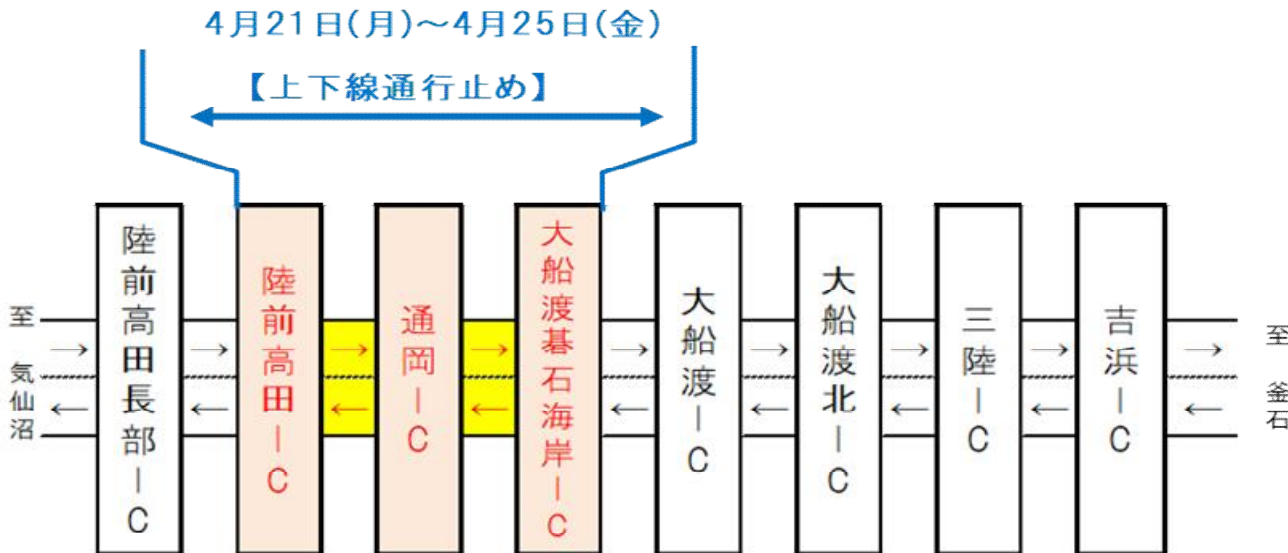 4月21日(月)～4月25日(金)
【上下線通行止め】
至 気仙沼
陸前高田長部IC
陸前高田IC
通岡IC
大船渡碁石海岸IC
大船渡IC
大船渡北IC
三陸IC
吉浜IC
至 釜石